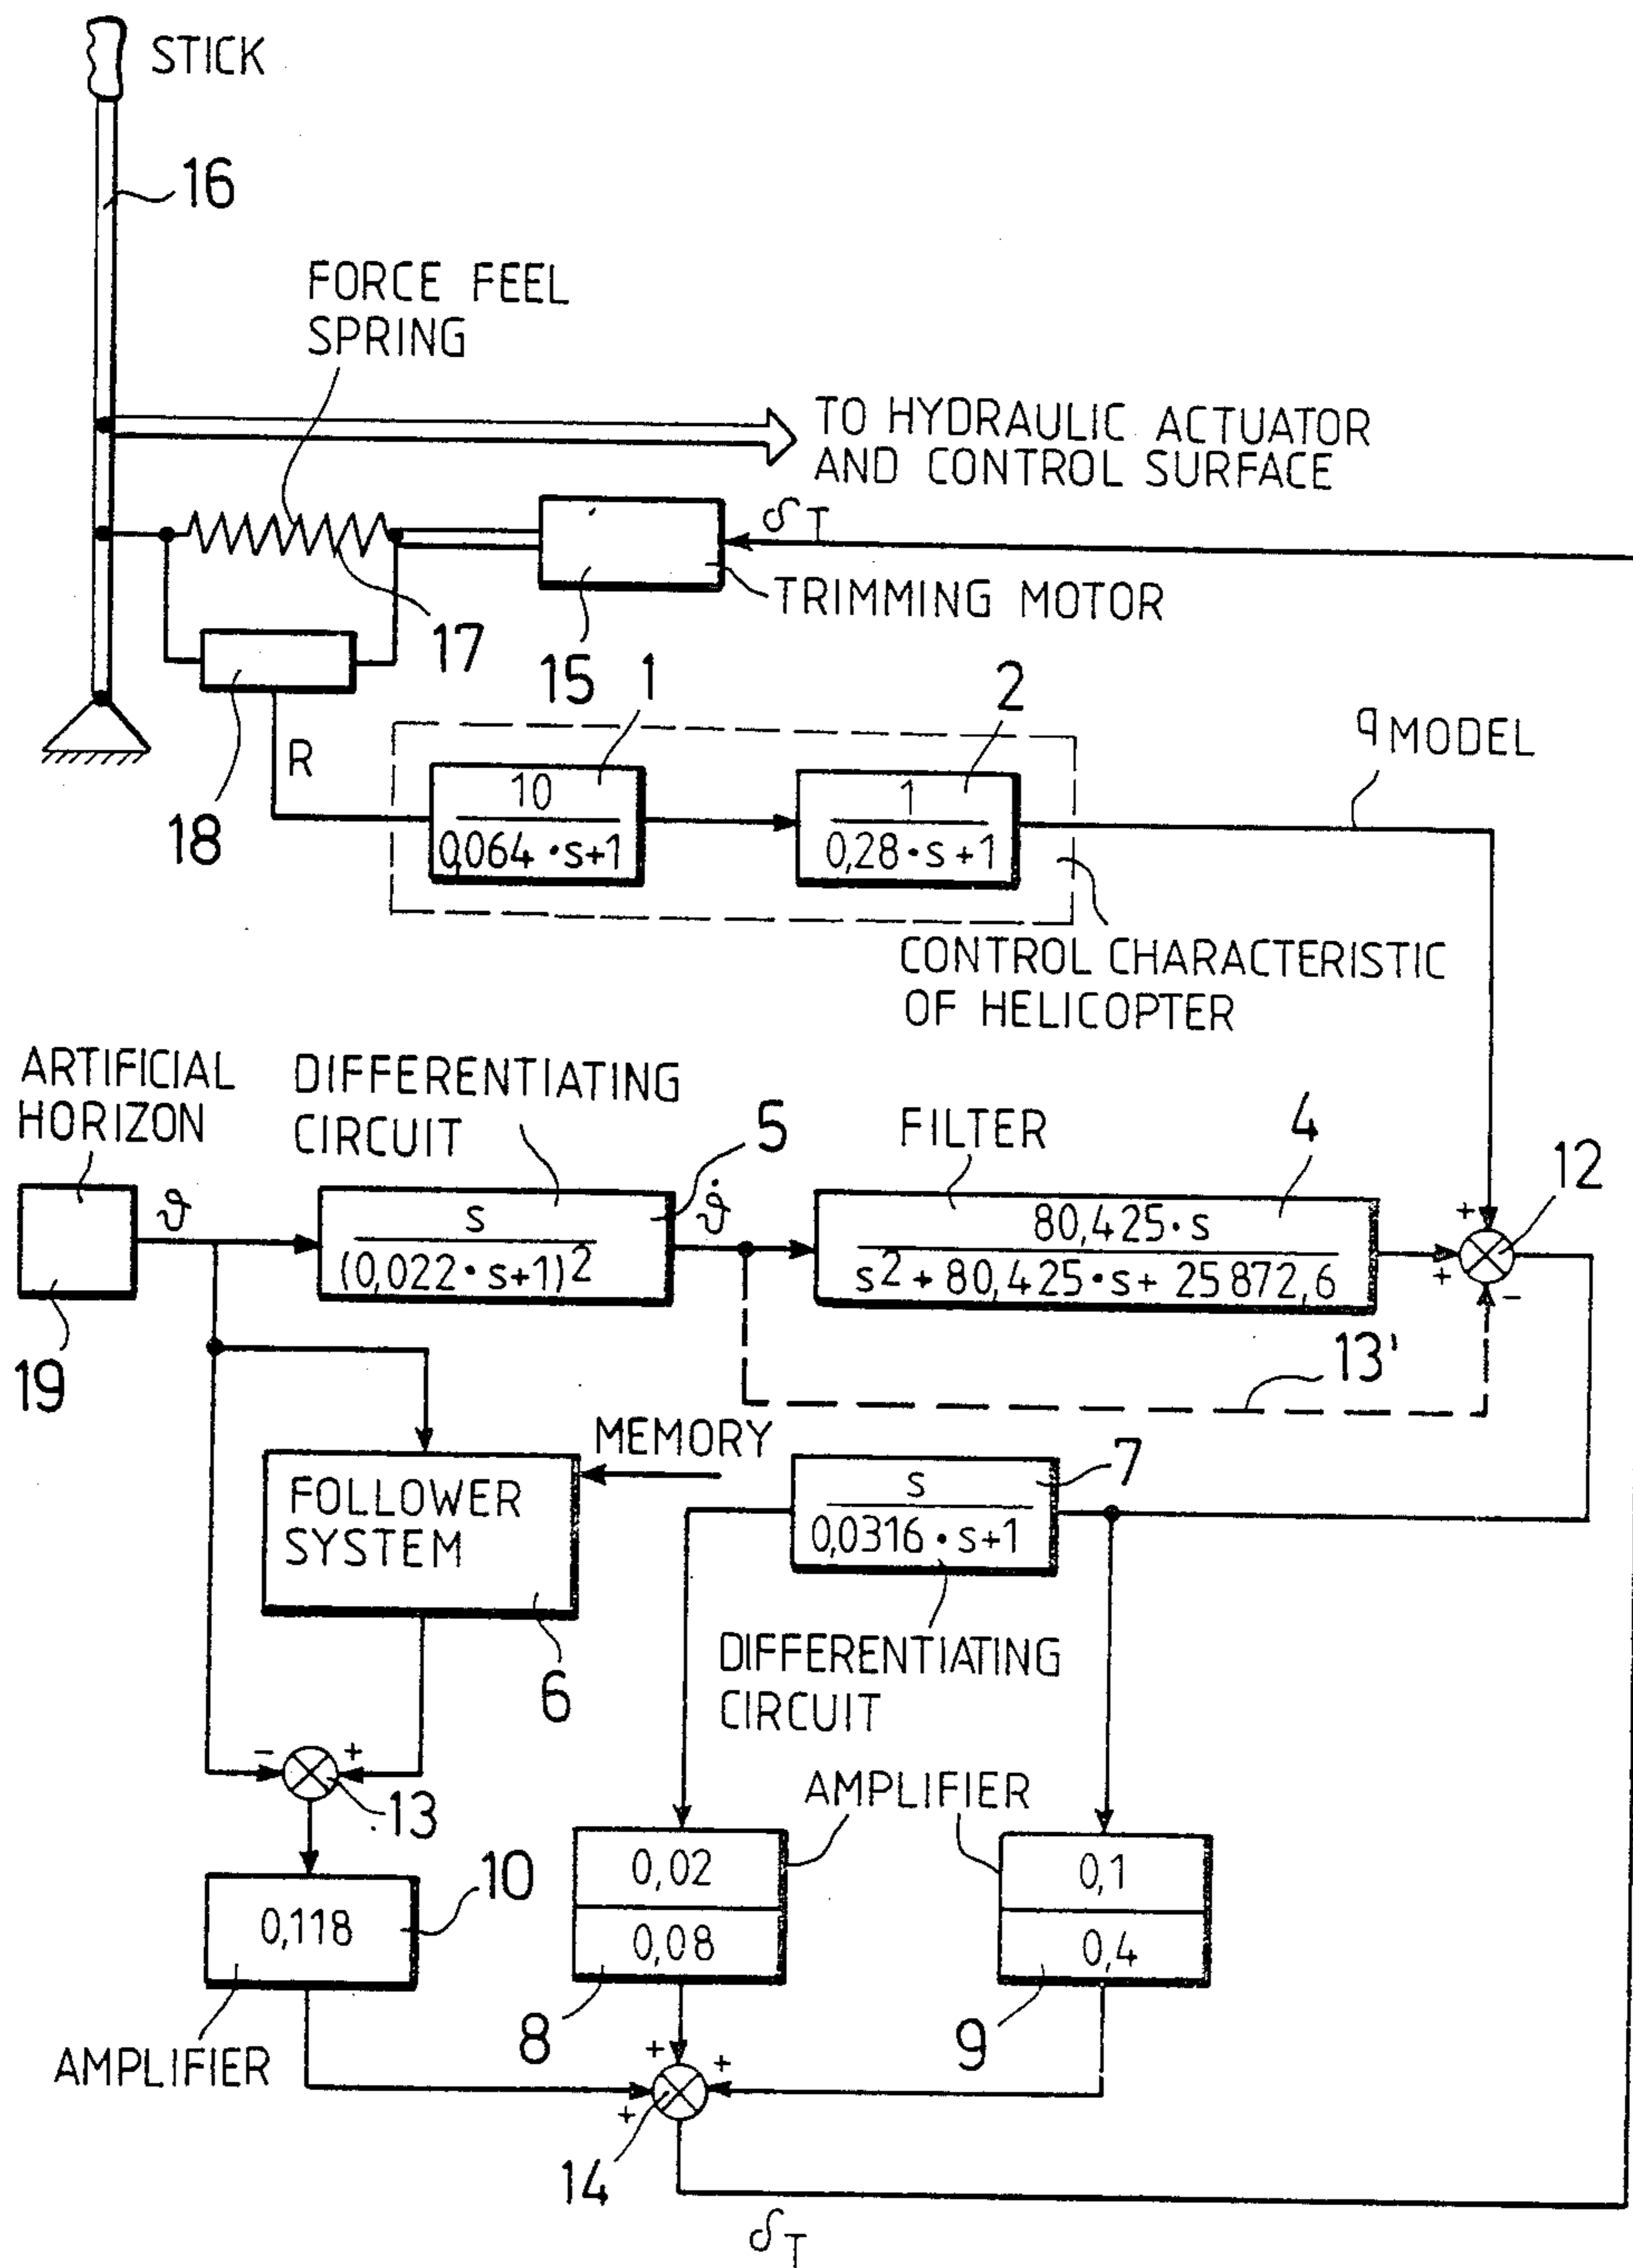 STICK
16
FORCE FEEL
SPRING
TO HYDRAULIC ACTUATOR
AND CONTROL SURFACE
δT
TRIMMING MOTOR
17
15
1
2
q MODEL
18
R
10
0,064 · s+1
1
0,28 · s+1
CONTROL CHARACTERISTIC
OF HELICOPTER
ARTIFICIAL
HORIZON
DIFFERENTIATING
CIRCUIT
5
FILTER
4
12
ϑ
s
(0,022 · s+1)2
ϑ̇
80,425 · s
s2 + 80,425 · s + 25872,6
+
+
-
19
13'
MEMORY
7
FOLLOWER
SYSTEM
s
0,0316 · s+1
6
DIFFERENTIATING
CIRCUIT
-
+
13
AMPLIFIER
10
0,118
0,02
0,08
0,1
0,4
8
9
AMPLIFIER
+
+
+
14
δT